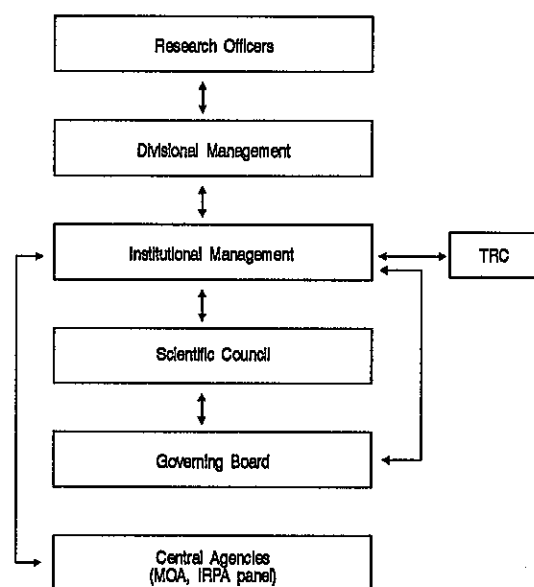 Research Officers
Divisional Management
Institutional Management
TRC
Scientific Council
Governing Board
Central Agencies
(MOA, IRPA panel)